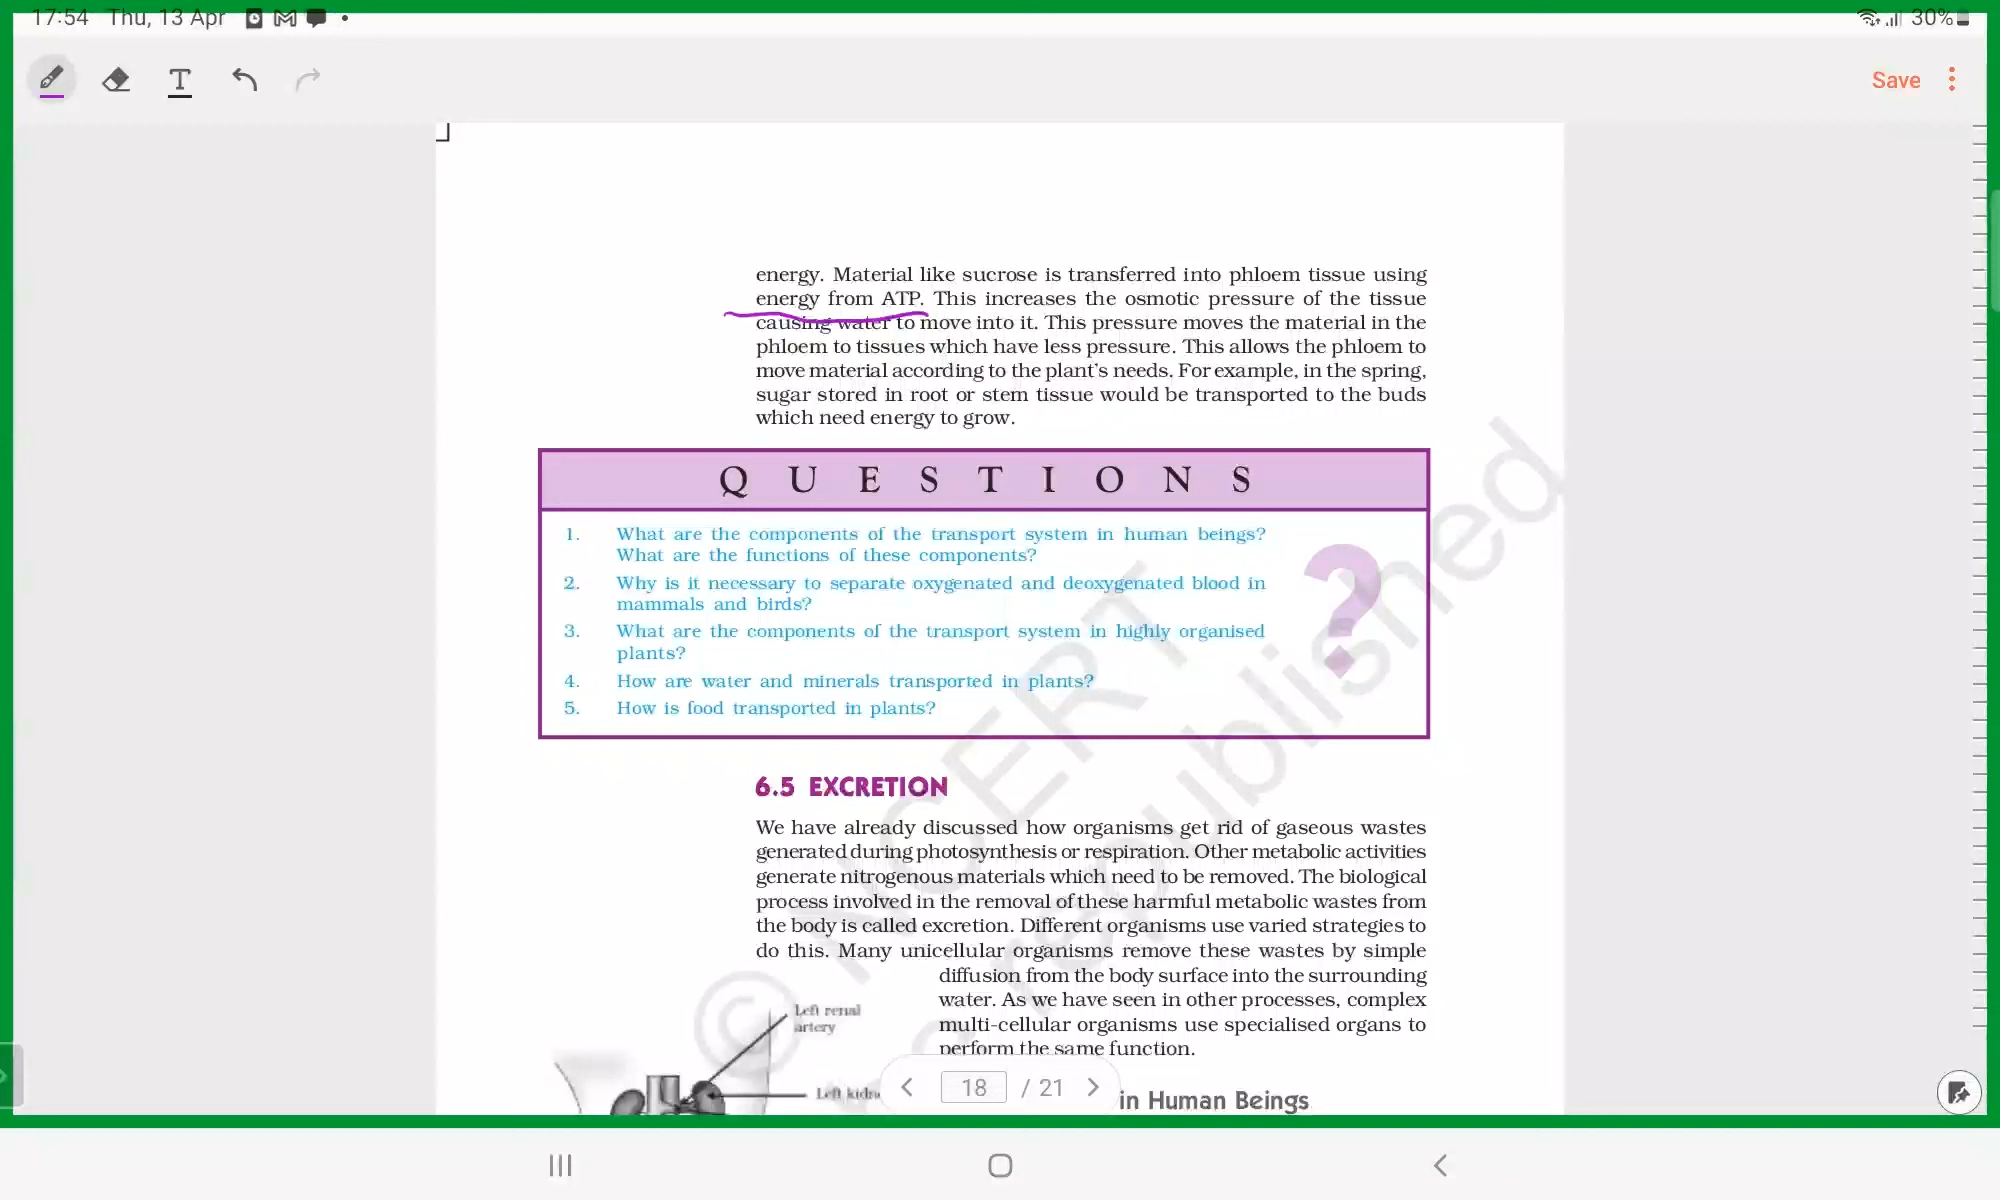 17:54 Thu, 13 Apr
30%
Save
energy. Material like sucrose is transferred into phloem tissue using
energy from ATP. This increases the osmotic pressure of the tissue
causing water to move into it. This pressure moves the material in the
phloem to tissues which have less pressure. This allows the phloem to
move material according to the plant's needs. For example, in the spring,
sugar stored in root or stem tissue would be transported to the buds
which need energy to grow.
QUESTIONS
1. What are the components of the transport system in human beings?
What are the functions of these components?
2. Why is it necessary to separate oxygenated and deoxygenated blood in
mammals and birds?
3. What are the components of the transport system in highly organised
plants?
4. How are water and minerals transported in plants?
5. How is food transported in plants?
?
6.5 EXCRETION
We have already discussed how organisms get rid of gaseous wastes
generated during photosynthesis or respiration. Other metabolic activities
generate nitrogenous materials which need to be removed. The biological
process involved in the removal of these harmful metabolic wastes from
the body is called excretion. Different organisms use varied strategies to
do this. Many unicellular organisms remove these wastes by simple
diffusion from the body surface into the surrounding
water. As we have seen in other processes, complex
multi-cellular organisms use specialised organs to
perform the same function.
Left renal
artery
Left
18 / 21
in Human Beings
© NCERT
republished